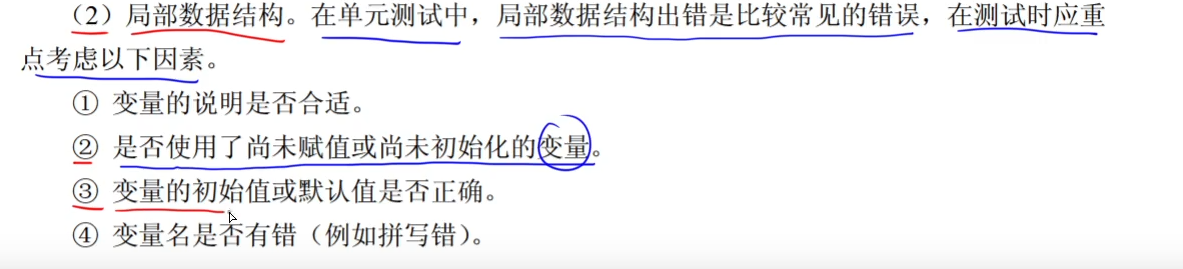 （2）局部数据结构。在单元测试中，局部数据结构出错是比较常见的错误，在测试时应重
点考虑以下因素。
① 变量的说明是否合适。
② 是否使用了尚未赋值或尚未初始化的变量。
③ 变量的初始值或默认值是否正确。
④ 变量名是否有错（例如拼写错）。